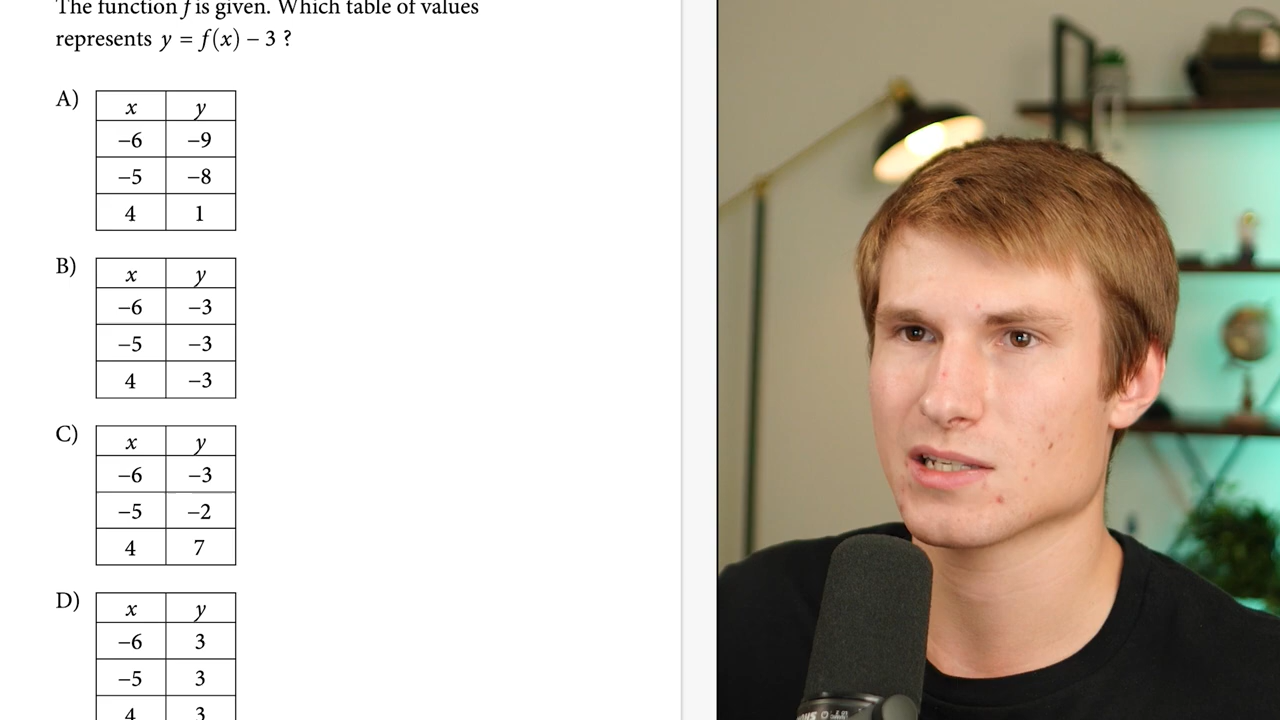 The function f is given. Which table of values
represents y = f(x) – 3 ?
A)
x y
–6 –9
–5 –8
4 1
B)
x y
–6 –3
–5 –3
4 –3
C)
x y
–6 –3
–5 –2
4 7
D)
x y
–6 3
–5 3
4 3